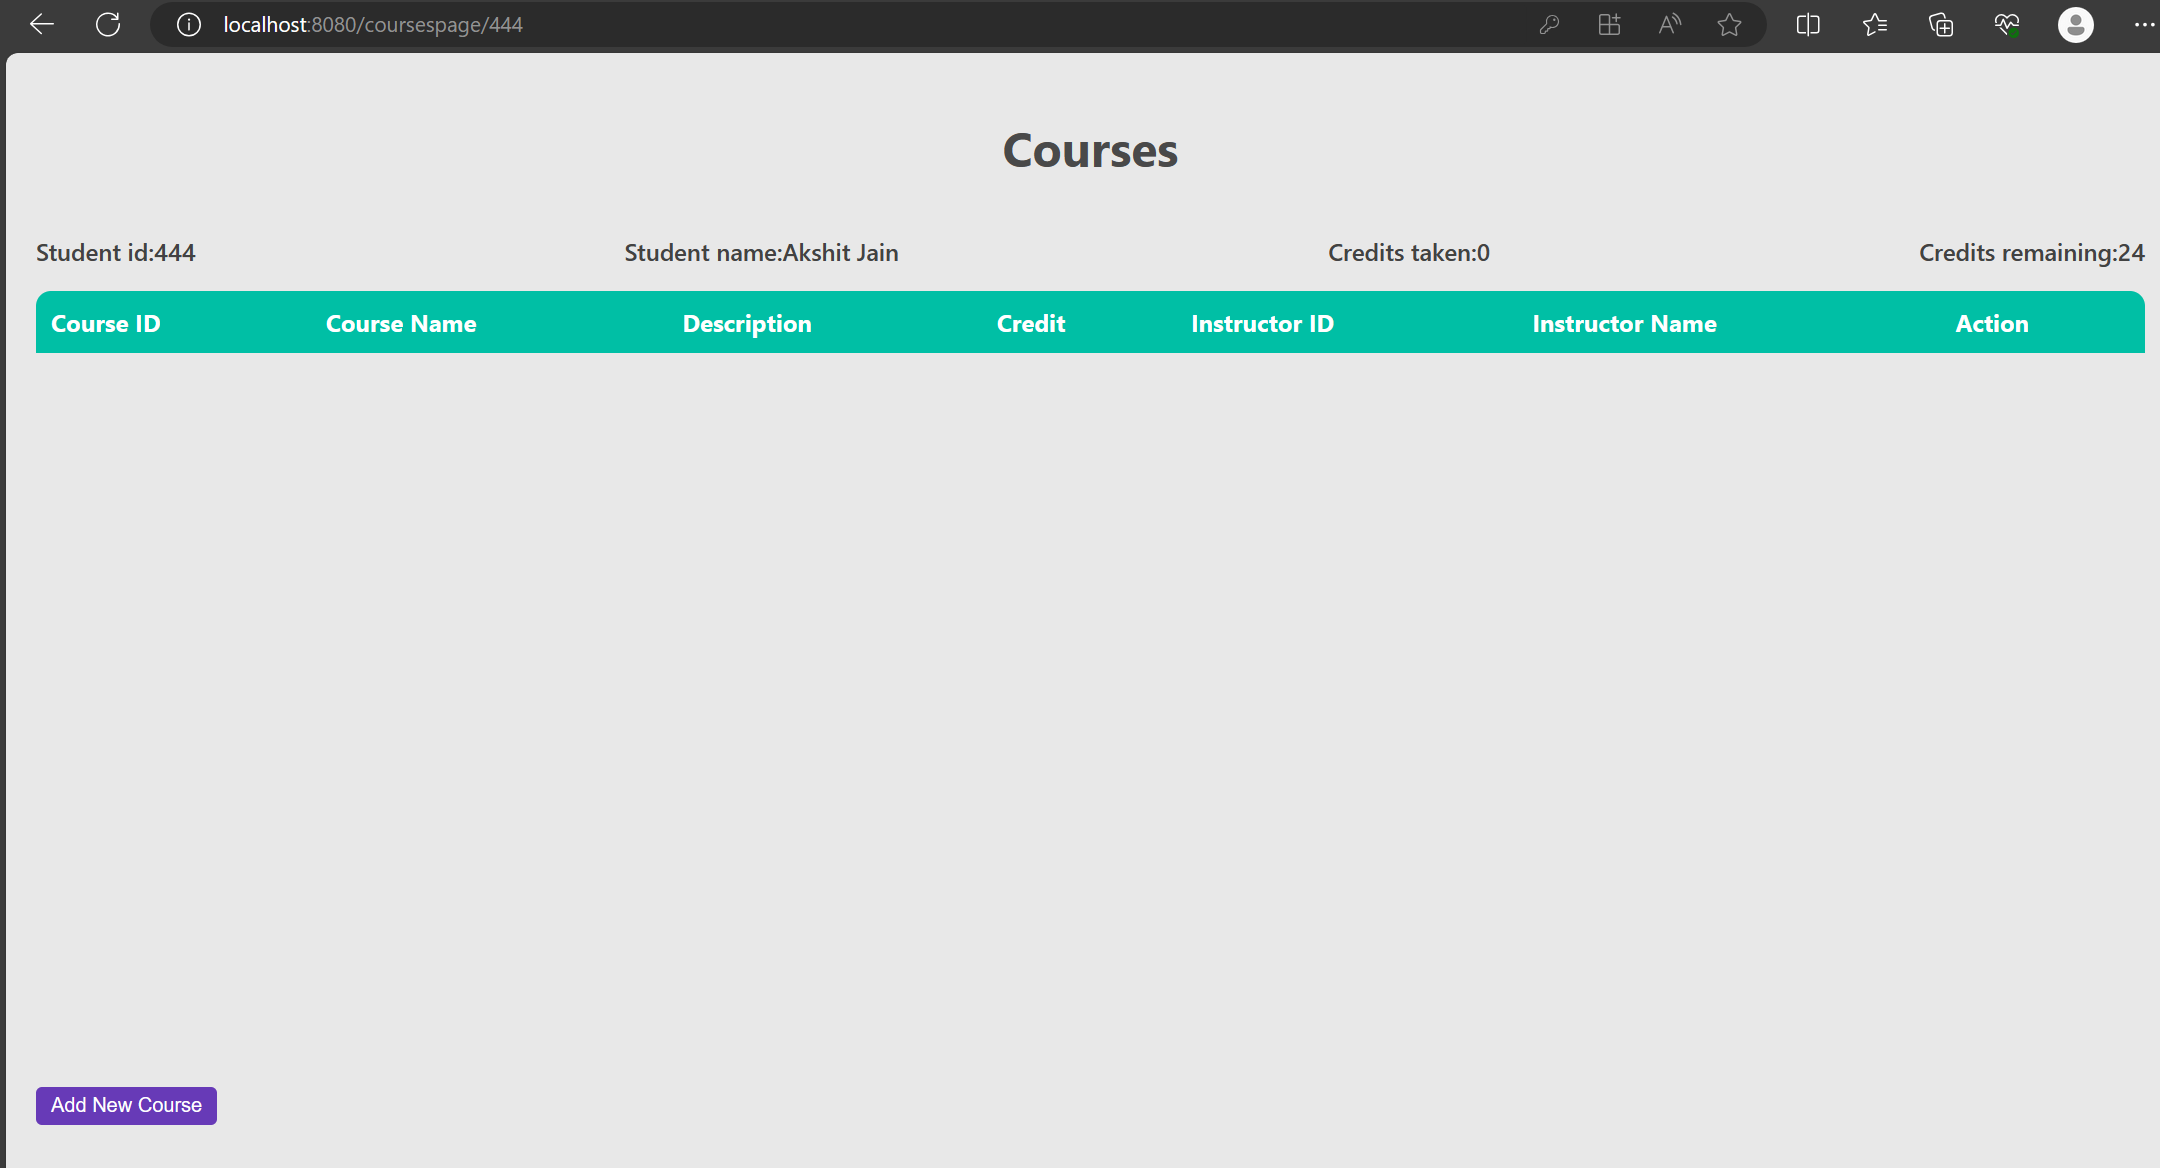 localhost:8080/coursespage/444
Courses
Student id:444 Student name:Akshit Jain Credits taken:0 Credits remaining:24
Course ID Course Name Description Credit Instructor ID Instructor Name Action
Add New Course